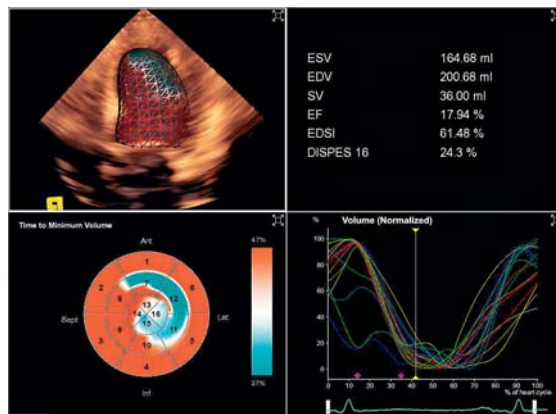 ESV 164.68 ml
EDV 200.68 ml
SV 36.00 ml
EF 17.94 %
EDSI 61.48 %
DISPES 16 24.3 %
Time to Minimum Volume
Ant.
Sept
Lat.
Inf
1
2
6
7
8
12
13
14
16
15
11
10
3
5
4
47%
37%
% Volume (Normalized)
100
80
60
40
20
0
0 10 20 30 40 50 60 70 80 90 100
% of heart cycle